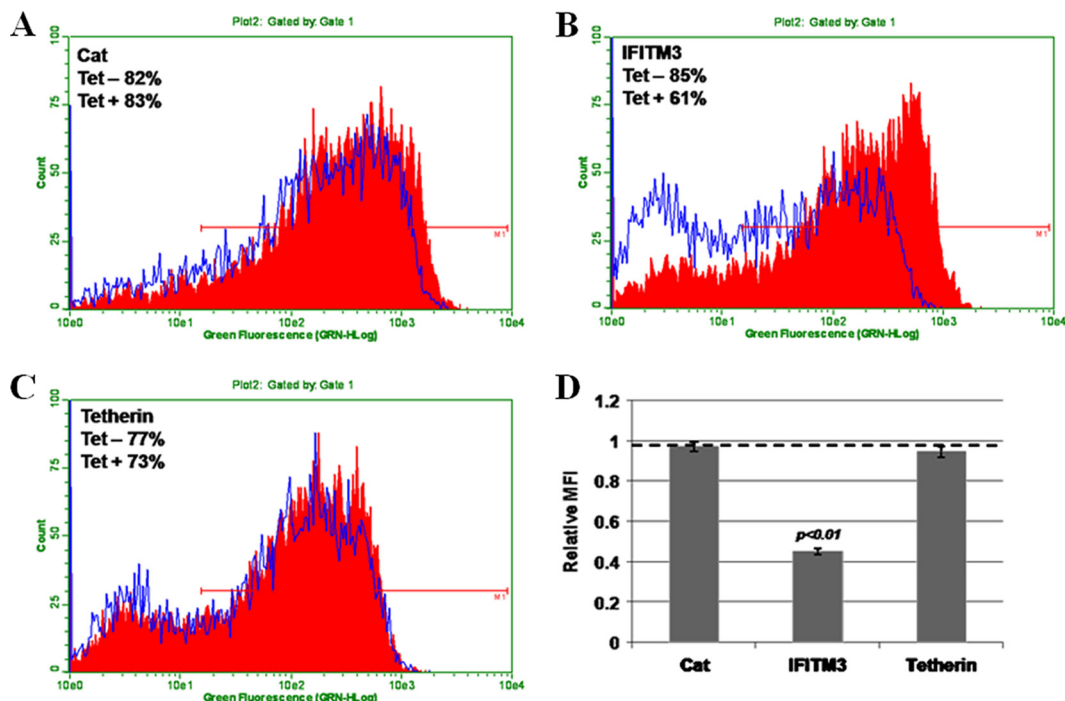 A
Plot2: Gated by: Gate 1
Cat
Tet – 82%
Tet + 83%
Count
0
25
50
75
100
M1
10e0
10e1
10e2
10e3
10e4
Green Fluorescence (GRN-HLog)
B
Plot2: Gated by: Gate 1
IFITM3
Tet – 85%
Tet + 61%
Count
0
25
50
75
100
M1
10e0
10e1
10e2
10e3
10e4
Green Fluorescence (GRN-HLog)
C
Plot2: Gated by: Gate 1
Tetherin
Tet – 77%
Tet + 73%
Count
0
25
50
75
100
M1
10e0
10e1
10e2
10e3
10e4
Green Fluorescence (GRN-HLog)
D
Relative MFI
1.2
1
0.8
0.6
0.4
0.2
0
p<0.01
Cat
IFITM3
Tetherin